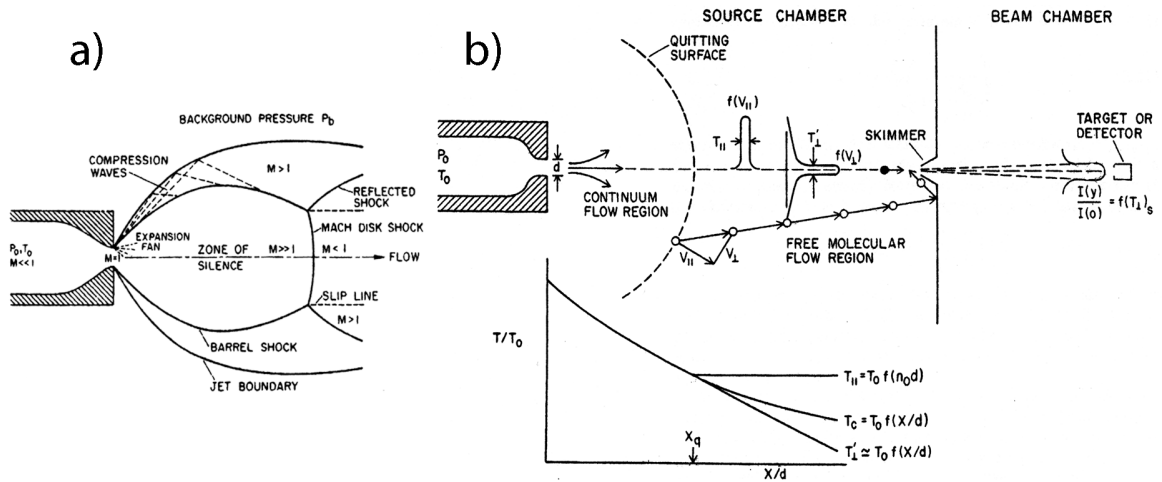 a)
BACKGROUND PRESSURE Pb
COMPRESSION
WAVES
M>1
REFLECTED
SHOCK
MACH DISK SHOCK
EXPANSION
FAN
P₀,T₀
M<<1
M=1
ZONE OF
SILENCE
M>>1
M<1
FLOW
SLIP LINE
M>1
BARREL SHOCK
JET BOUNDARY
b)
SOURCE CHAMBER
BEAM CHAMBER
QUITTING
SURFACE
f(V∥)
T∥
T'⊥
f(V⊥)
SKIMMER
TARGET OR
DETECTOR
P₀
T₀
d
CONTINUUM
FLOW REGION
I(y)
I(o)
= f(T⊥)s
V∥
V⊥
FREE MOLECULAR
FLOW REGION
T/T₀
T∥=T₀ f(n₀d)
Tc=T₀ f(X/d)
T'⊥≃T₀ f(X/d)
Xq
X/d